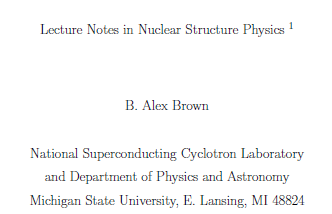 Lecture Notes in Nuclear Structure Physics 1
B. Alex Brown
National Superconducting Cyclotron Laboratory
and Department of Physics and Astronomy
Michigan State University, E. Lansing, MI 48824